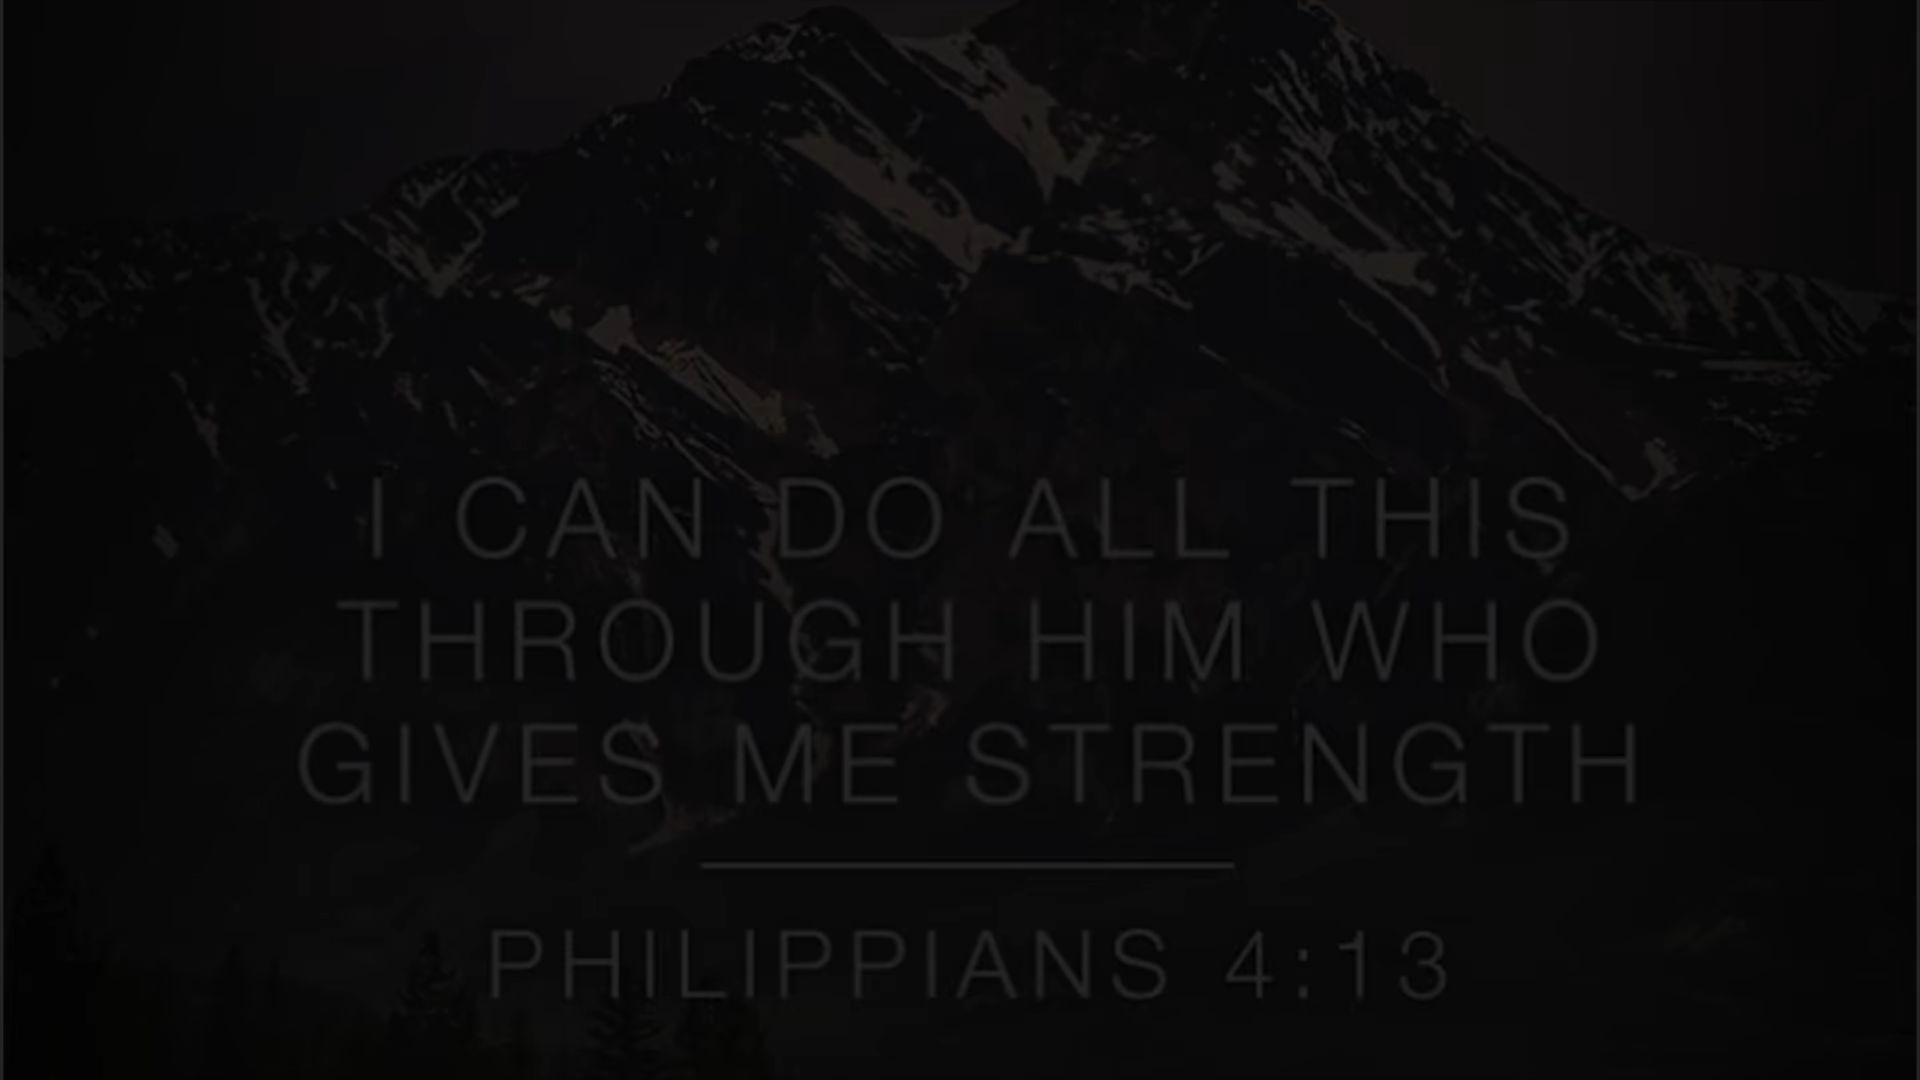 I CAN DO ALL THIS
THROUGH HIM WHO
GIVES ME STRENGTH
PHILIPPIANS 4:13